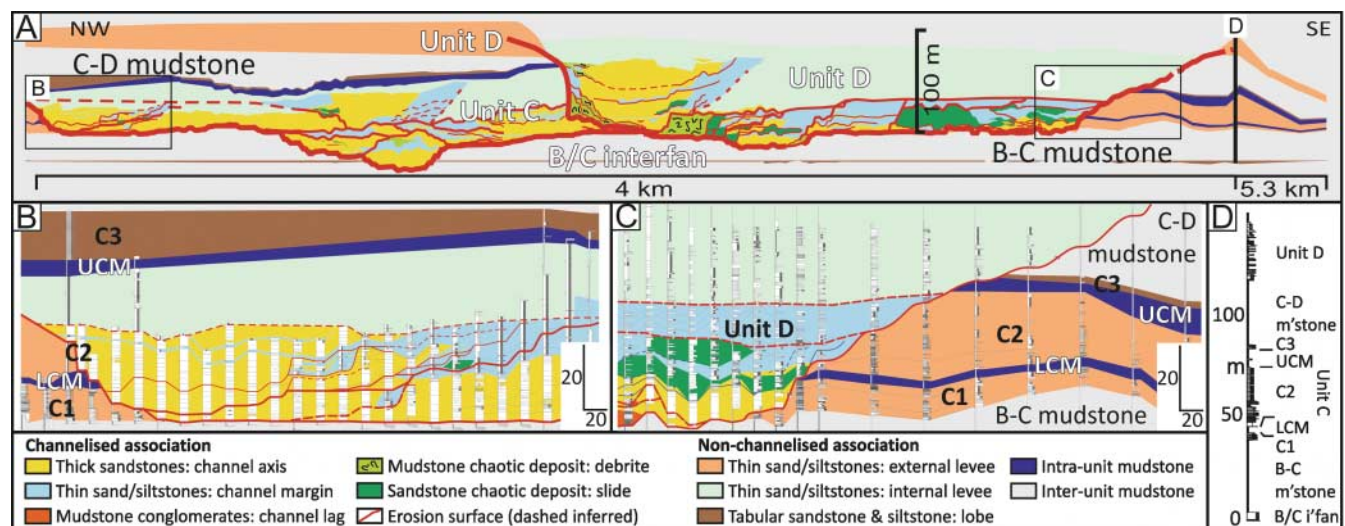 A
NW
Unit D
C-D mudstone
B
Unit C
B/C interfan
100 m
Unit D
C
B-C mudstone
D
SE
4 km
5.3 km
B
C3
UCM
C2
LCM
C1
20
20
C
C-D
mudstone
C3
UCM
Unit D
C2
LCM
C1
B-C mudstone
20
20
D
Unit D
100
C-D
m'stone
C3
UCM
m
C2
Unit C
50
LCM
C1
B-C
m'stone
0
B/C i'fan
Channelised association
Thick sandstones: channel axis
Thin sand/siltstones: channel margin
Mudstone conglomerates: channel lag
Mudstone chaotic deposit: debrite
Sandstone chaotic deposit: slide
Erosion surface (dashed inferred)
Non-channelised association
Thin sand/siltstones: external levee
Thin sand/siltstones: internal levee
Tabular sandstone & siltstone: lobe
Intra-unit mudstone
Inter-unit mudstone